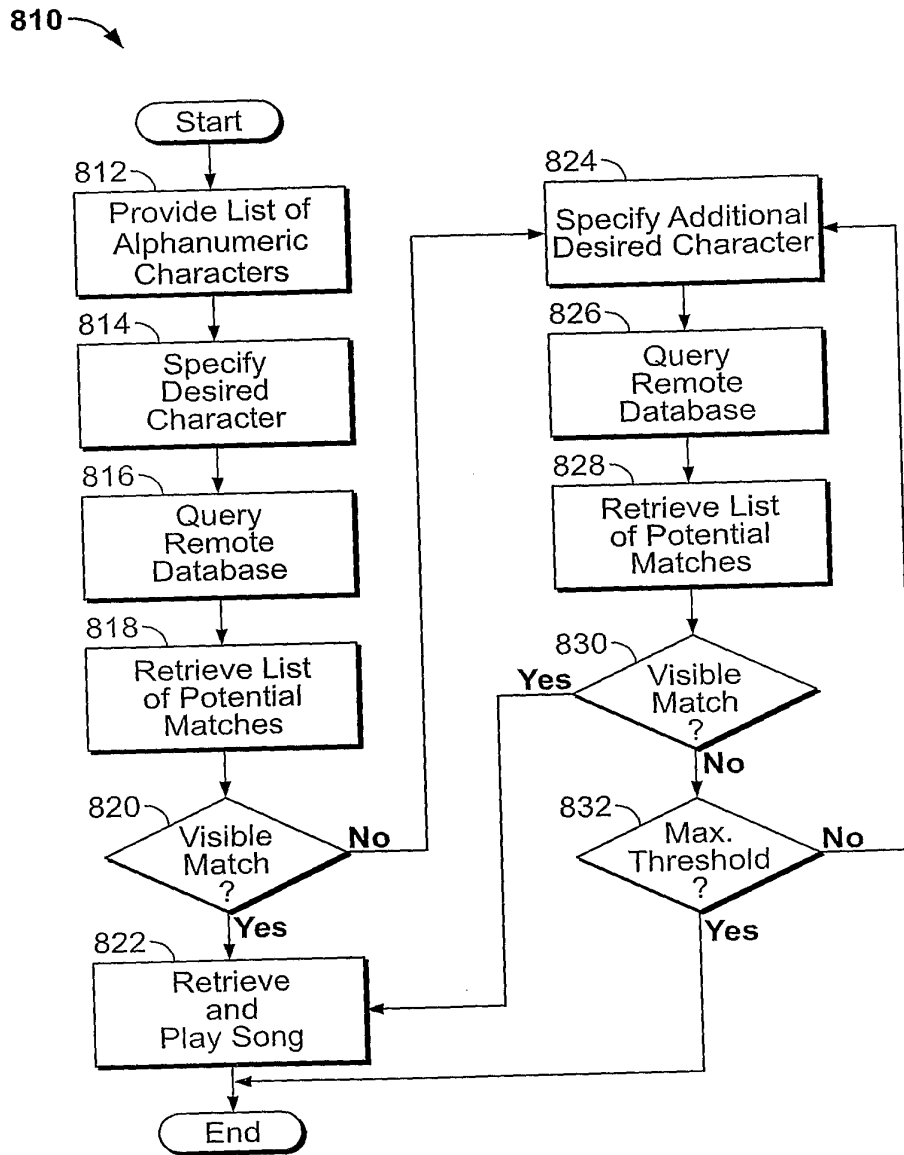 810
Start
812
Provide List of
Alphanumeric
Characters
814
Specify
Desired
Character
816
Query
Remote
Database
818
Retrieve List
of Potential
Matches
820
Visible
Match
?
No
Yes
822
Retrieve
and
Play Song
End
824
Specify Additional
Desired Character
826
Query
Remote
Database
828
Retrieve List
of Potential
Matches
830
Yes
Visible
Match
?
No
832
Max.
Threshold
?
No
Yes